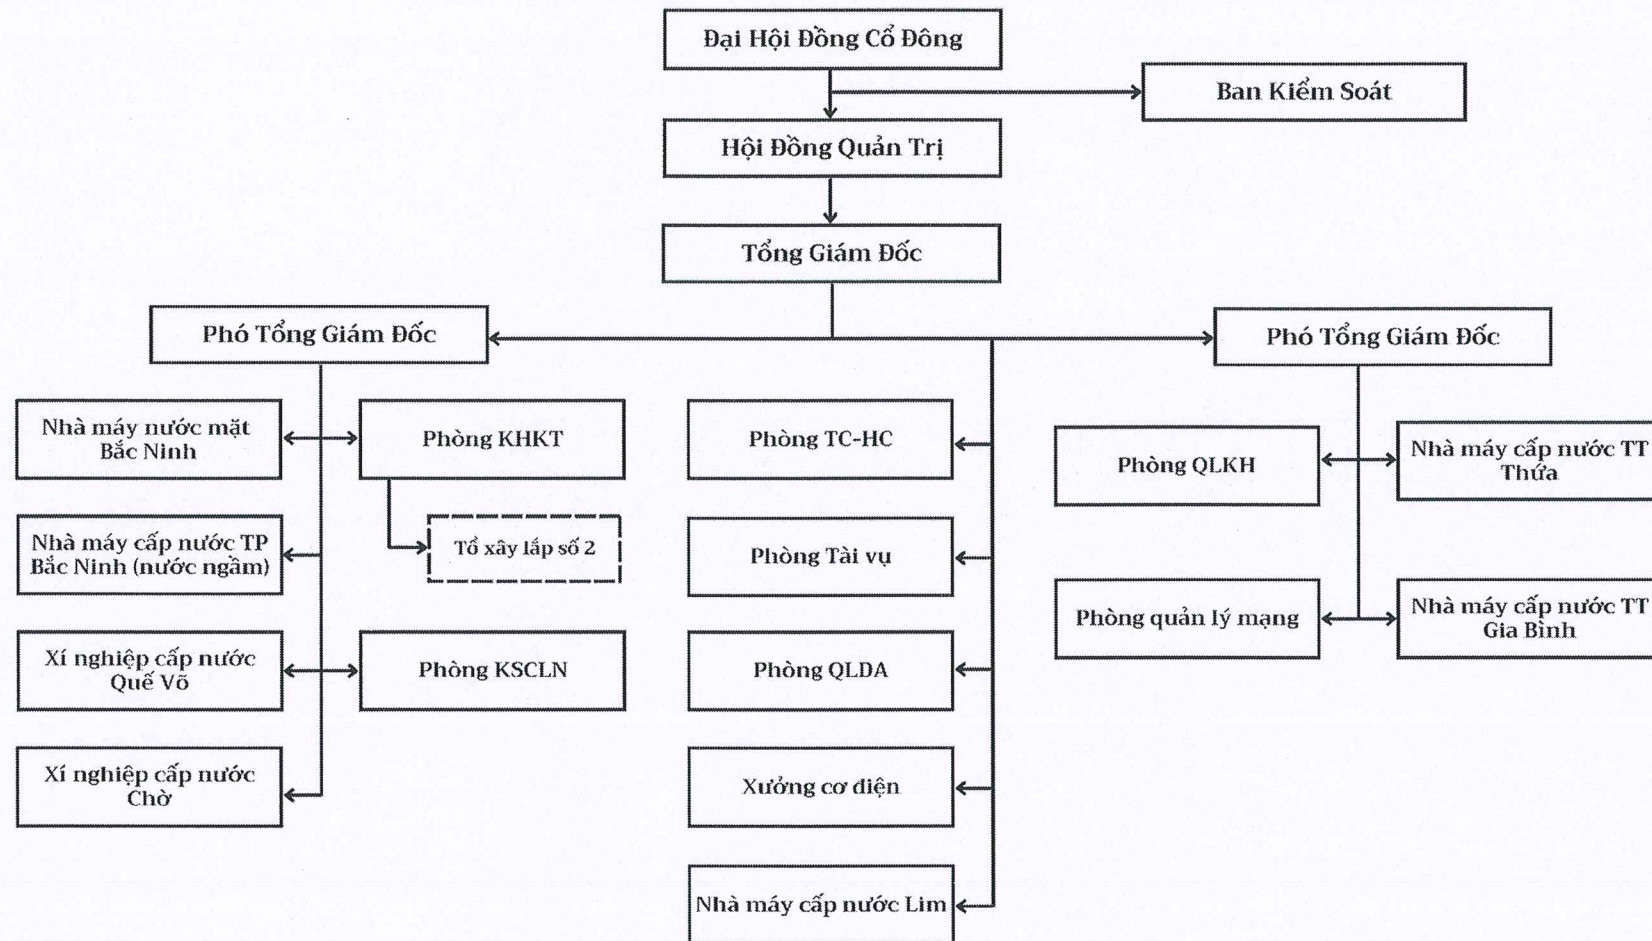 Đại Hội Đồng Cổ Đông
Ban Kiểm Soát
Hội Đồng Quản Trị
Tổng Giám Đốc
Phó Tổng Giám Đốc
Phó Tổng Giám Đốc
Nhà máy nước mặt
Bắc Ninh
Phòng KHKT
Nhà máy cấp nước TP
Bắc Ninh (nước ngầm)
Tổ xây lắp số 2
Xí nghiệp cấp nước
Quế Võ
Phòng KSCLN
Xí nghiệp cấp nước
Chờ
Phòng TC-HC
Phòng Tài vụ
Phòng QLDA
Xưởng cơ điện
Nhà máy cấp nước Lim
Phòng QLKH
Nhà máy cấp nước TT
Thứa
Phòng quản lý mạng
Nhà máy cấp nước TT
Gia Bình